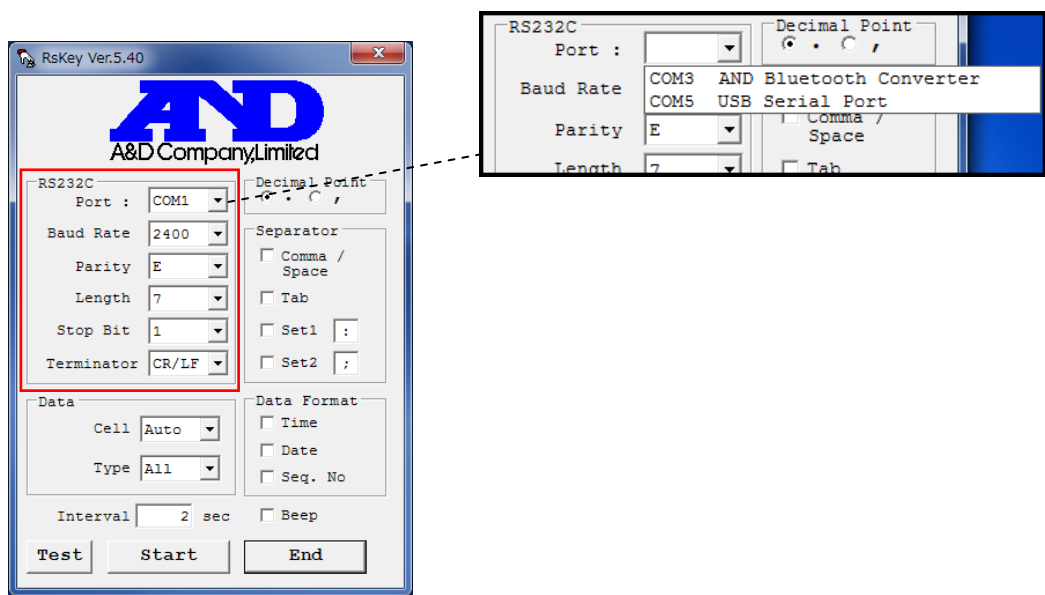 RsKey Ver.5.40
AND
A&D Company,Limited
RS232C
Port : COM1
Baud Rate 2400
Parity E
Length 7
Stop Bit 1
Terminator CR/LF
Decimal Point
. ,
Separator
Comma /
Space
Tab
Set1 :
Set2 ;
Data
Cell Auto
Type All
Data Format
Time
Date
Seq. No
Interval 2 sec
Beep
Test Start End
RS232C
Port :
Decimal Point
. ,
COM3 AND Bluetooth Converter
COM5 USB Serial Port
Baud Rate
Parity E
Comma /
Space
Length 7
Tab